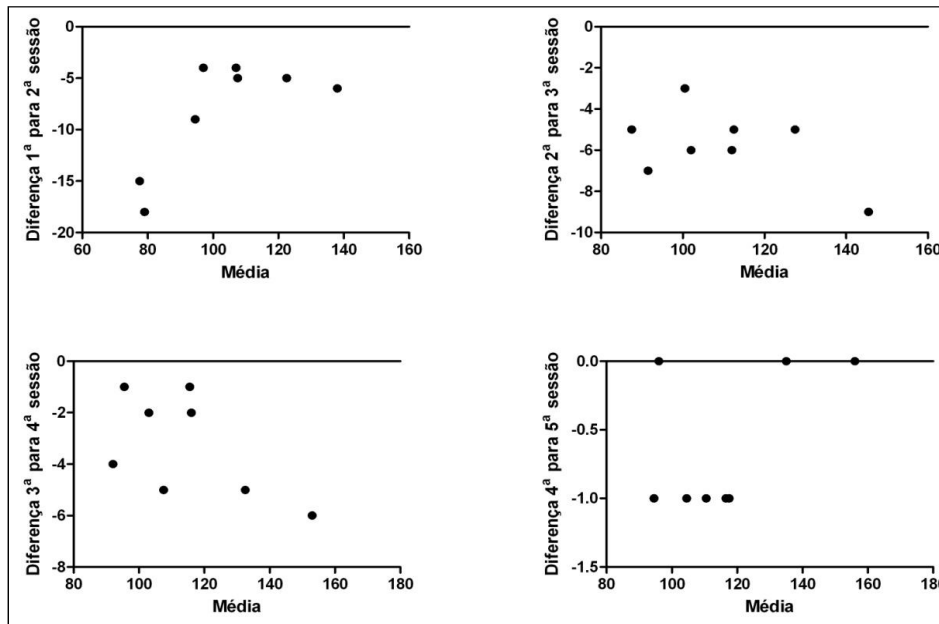 Diferença 1ª para 2ª sessão
0
-5
-10
-15
-20
60 80 100 120 140 160
Média
Diferença 2ª para 3ª sessão
0
-2
-4
-6
-8
-10
80 100 120 140 160
Média
Diferença 3ª para 4ª sessão
0
-2
-4
-6
-8
80 100 120 140 160 180
Média
Diferença 4ª para 5ª sessão
0.0
-0.5
-1.0
-1.5
80 100 120 140 160 180
Média